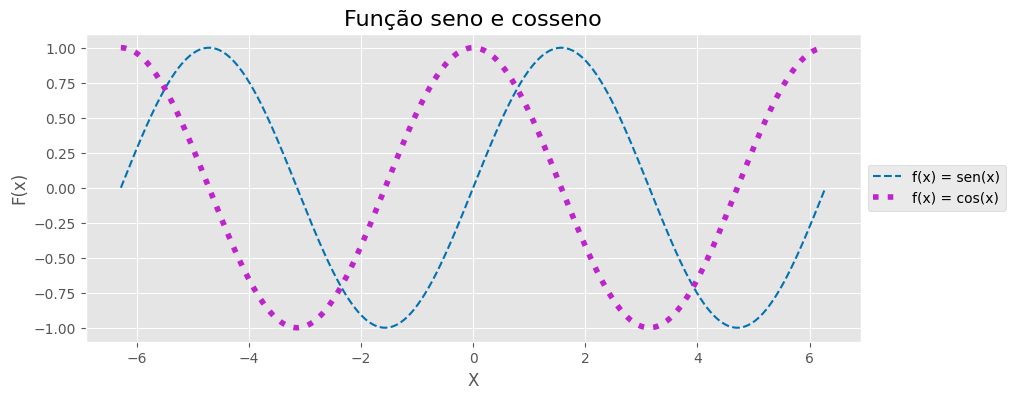 Função seno e cosseno
1.00
0.75
0.50
0.25
0.00
−0.25
−0.50
−0.75
−1.00
F(x)
−6 −4 −2 0 2 4 6
X
f(x) = sen(x)
f(x) = cos(x)